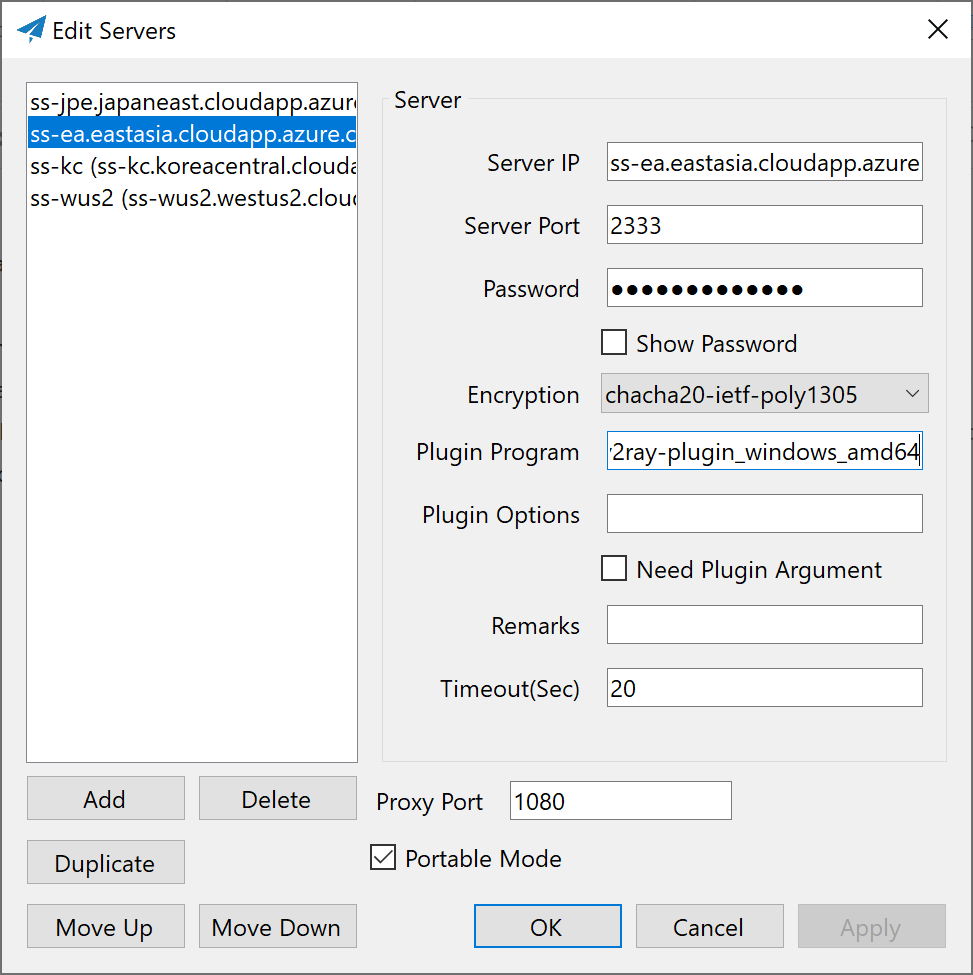 Edit Servers
ss-jpe.japaneast.cloudapp.azure
ss-ea.eastasia.cloudapp.azure.c
ss-kc (ss-kc.koreacentral.clouda
ss-wus2 (ss-wus2.westus2.clou
Server
Server IP ss-ea.eastasia.cloudapp.azure
Server Port 2333
Password ●●●●●●●●●●●●●
Show Password
Encryption chacha20-ietf-poly1305
Plugin Program 2ray-plugin_windows_amd64
Plugin Options
Need Plugin Argument
Remarks
Timeout(Sec) 20
Add Delete Proxy Port 1080
Duplicate Portable Mode
Move Up Move Down OK Cancel Apply